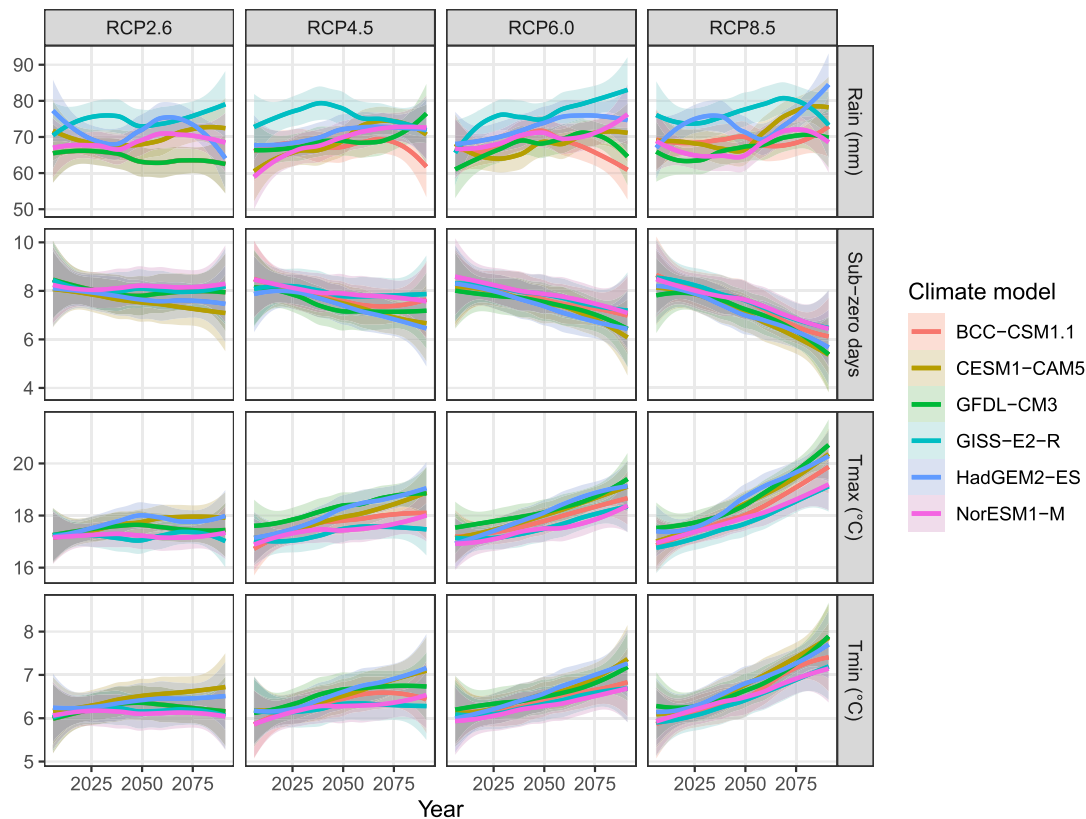 RCP2.6 RCP4.5 RCP6.0 RCP8.5
90
80
70
60
50
Rain (mm)
10
8
6
4
Sub−zero days
20
18
16
Tmax (°C)
8
7
6
5
Tmin (°C)
2025 2050 2075 2025 2050 2075 2025 2050 2075 2025 2050 2075
Year
Climate model
BCC−CSM1.1
CESM1−CAM5
GFDL−CM3
GISS−E2−R
HadGEM2−ES
NorESM1−M